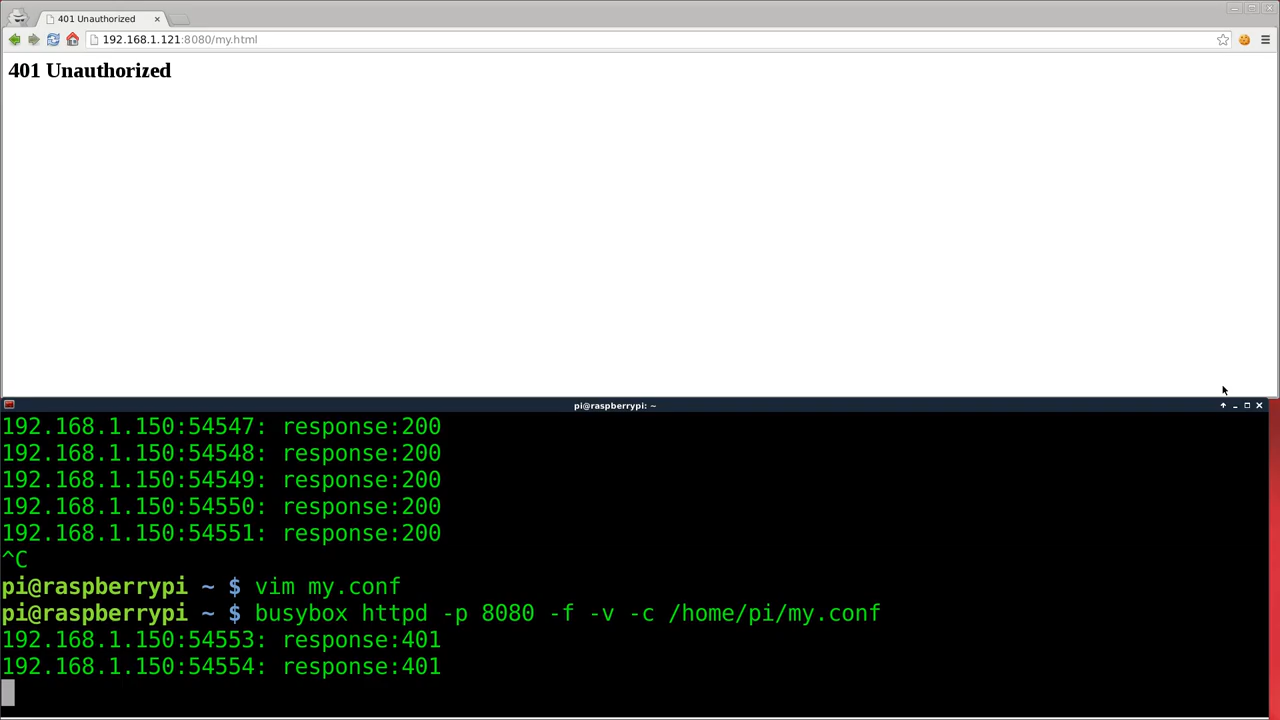 401 Unauthorized
192.168.1.121:8080/my.html
401 Unauthorized
pi@raspberrypi: ~
192.168.1.150:54547: response:200
192.168.1.150:54548: response:200
192.168.1.150:54549: response:200
192.168.1.150:54550: response:200
192.168.1.150:54551: response:200
^C
pi@raspberrypi ~ $ vim my.conf
pi@raspberrypi ~ $ busybox httpd -p 8080 -f -v -c /home/pi/my.conf
192.168.1.150:54553: response:401
192.168.1.150:54554: response:401